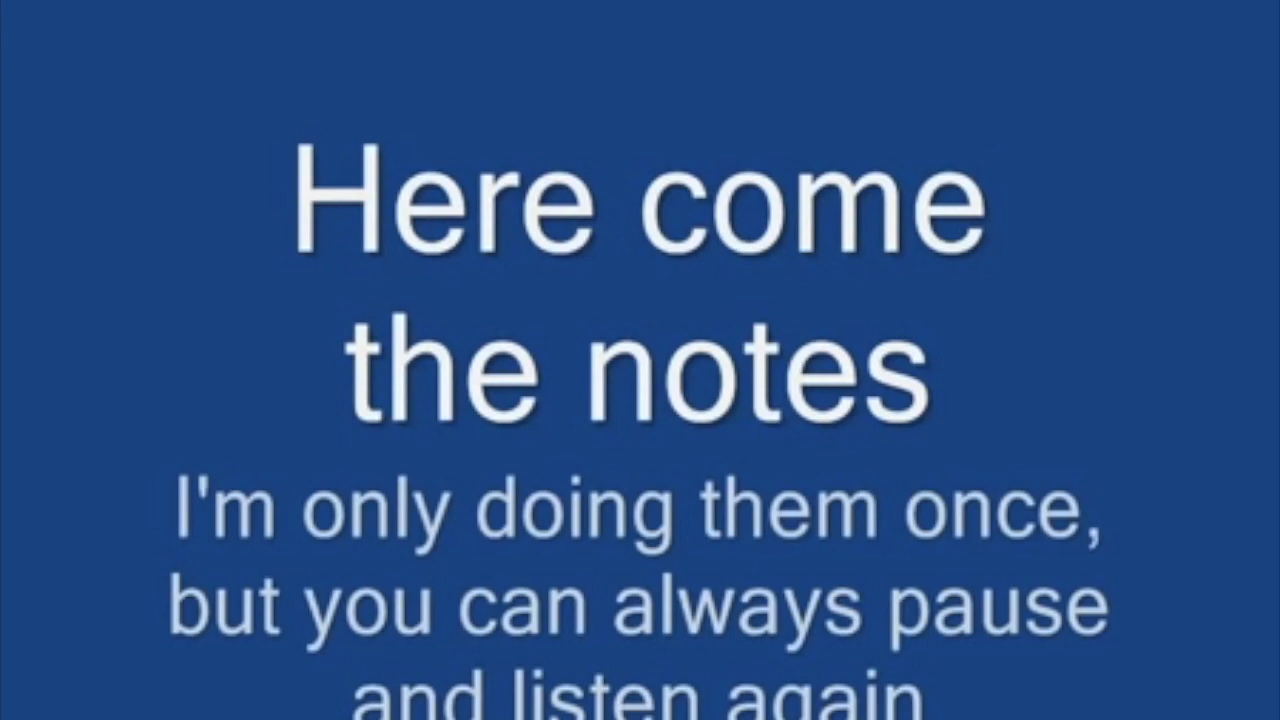 Here come
the notes
I'm only doing them once,
but you can always pause
and listen again